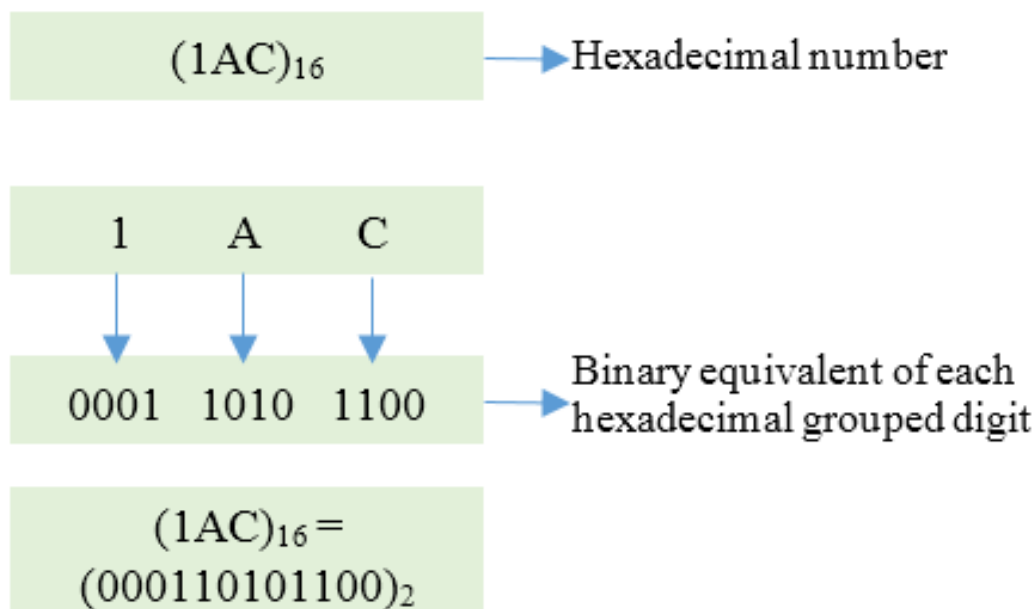 (1AC)₁₆
Hexadecimal number
1 A C
0001 1010 1100
Binary equivalent of each
hexadecimal grouped digit
(1AC)₁₆ =
(000110101100)₂